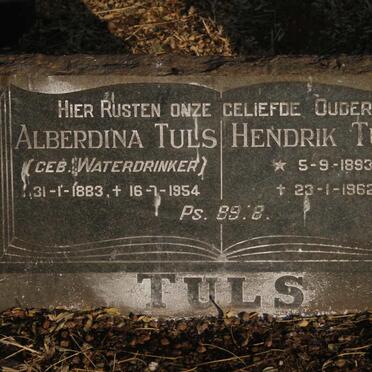 HIER RUSTEN ONZE GELIEFDE OUDER
ALBERDINA TULS
(GEB. WATERDRINKER)
31-1-1883, + 16-7-1954
HENDRIK T
* 5-9-1893
+ 23-1-1962
Ps. 89:8.
TULS